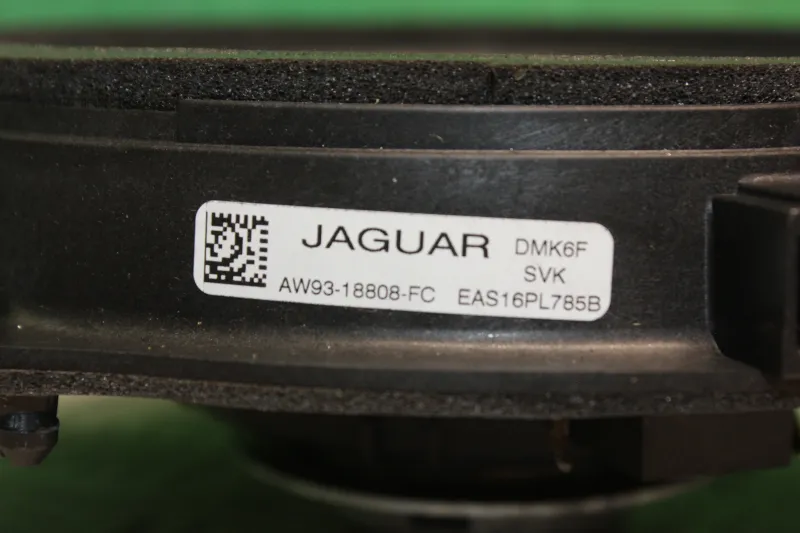 JAGUAR DMK6F
SVK
AW93-18808-FC EAS16PL785B